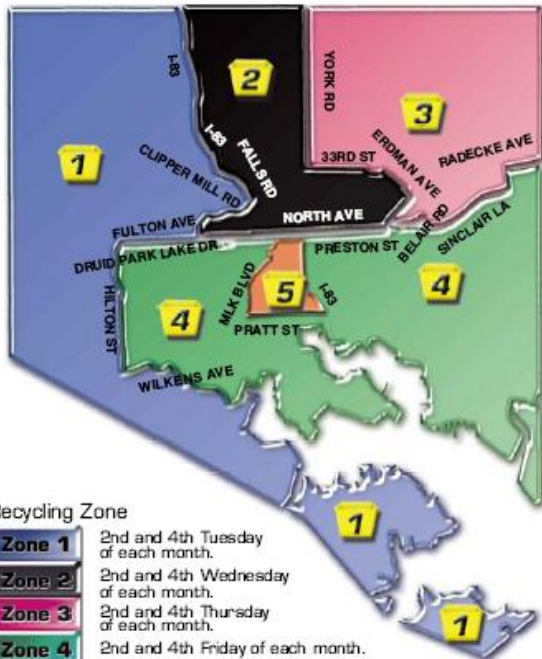 I-83
2
YORK RD
3
I-83
FALLS RD
ERDMAN AVE
RADECKE AVE
1
CLIPPER MILL RD
33RD ST
FULTON AVE
NORTH AVE
BELAIR RD
SINCLAIR LA
DRUID PARK LAKE DR
PRESTON ST
HILTON ST
4
MLK BLVD
5
I-83
4
PRATT ST
WILKENS AVE
1
1
ecycling Zone
Zone 1
2nd and 4th Tuesday
of each month.
Zone 2
2nd and 4th Wednesday
of each month.
Zone 3
2nd and 4th Thursday
of each month.
Zone 4
2nd and 4th Friday of each month.